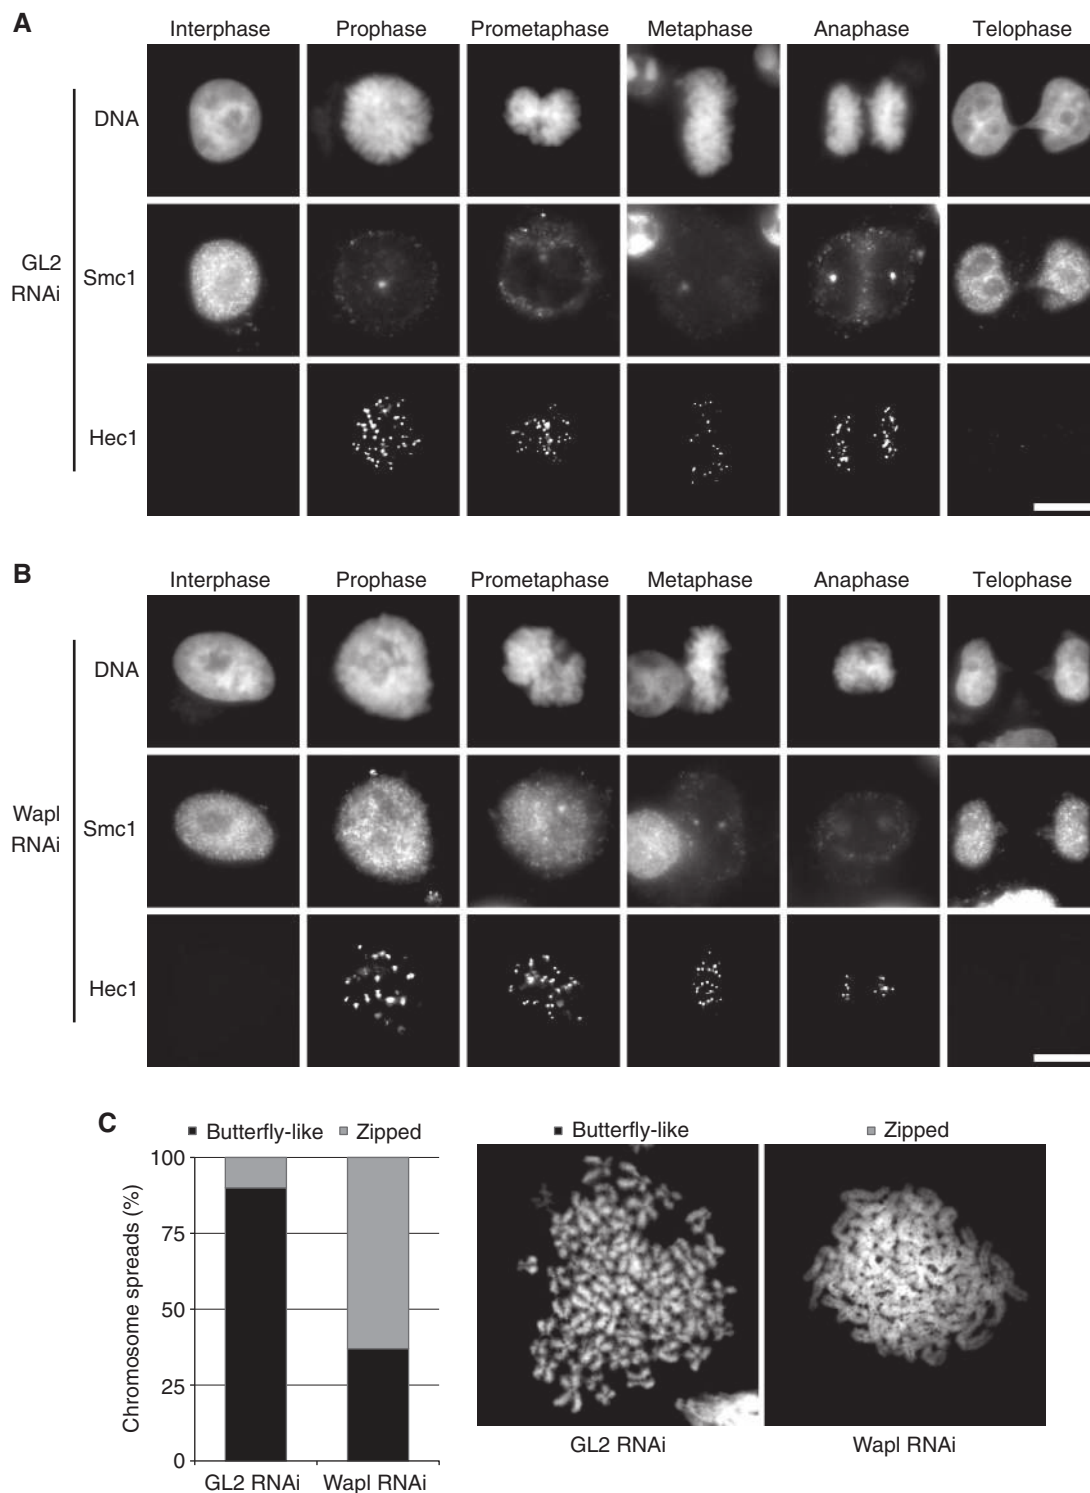 A
Interphase Prophase Prometaphase Metaphase Anaphase Telophase
DNA
GL2
RNAi
Smc1
Hec1
B
Interphase Prophase Prometaphase Metaphase Anaphase Telophase
DNA
Wapl
RNAi
Smc1
Hec1
C
Butterfly-like Zipped
Chromosome spreads (%)
100
75
50
25
0
GL2 RNAi Wapl RNAi
Butterfly-like Zipped
GL2 RNAi Wapl RNAi